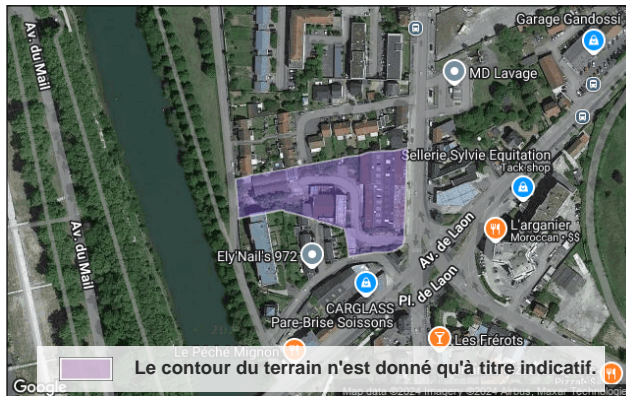 Garage Gandossi
Av. du Mail
MD Lavage
Sellerie Sylvie Equitation
Tack shop
L'arganier
Moroccan • $$
Av. de Laon
Av. du Mail
Ely'Nail's 972
Pl. de Laon
CARGLASS
Pare-Brise Soissons
Les Frérots
Le Péché Mignon
Le contour du terrain n'est donné qu'à titre indicatif.
Google
Map data ©2024 Imagery ©2024 Airbus, Maxar Technologies